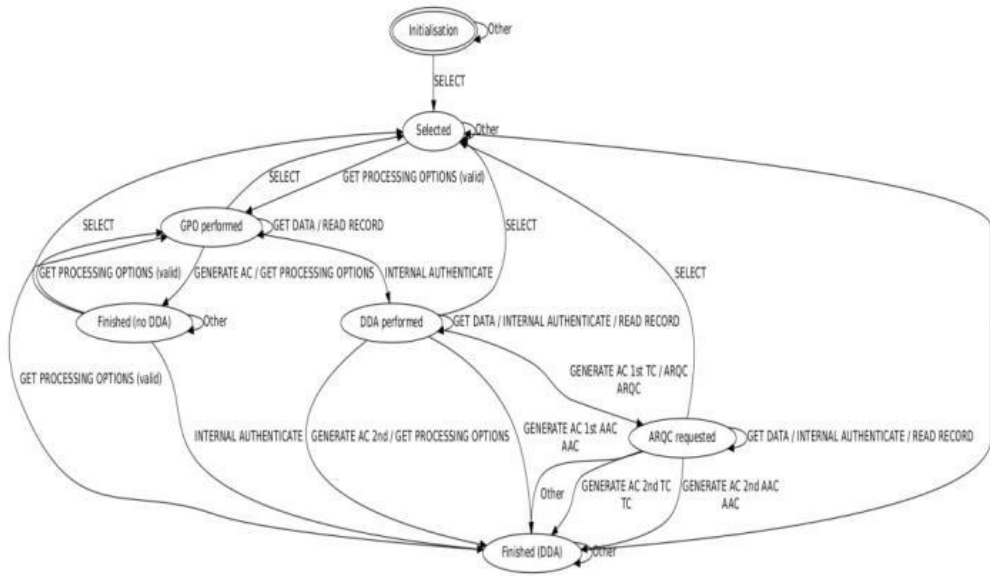 Initialisation
Other
SELECT
Selected
Other
SELECT
GET PROCESSING OPTIONS (valid)
SELECT
GPO performed
GET DATA / READ RECORD
SELECT
GET PROCESSING OPTIONS (valid)
GENERATE AC / GET PROCESSING OPTIONS
INTERNAL AUTHENTICATE
SELECT
Finished (no DDA)
Other
DDA performed
GET DATA / INTERNAL AUTHENTICATE / READ RECORD
GET PROCESSING OPTIONS (valid)
GENERATE AC 1st TC / ARQC
ARQC
INTERNAL AUTHENTICATE
GENERATE AC 2nd / GET PROCESSING OPTIONS
GENERATE AC 1st AAC
AAC
ARQC requested
GET DATA / INTERNAL AUTHENTICATE / READ RECORD
Other
GENERATE AC 2nd TC
TC
GENERATE AC 2nd AAC
AAC
Finished (DDA)
Other